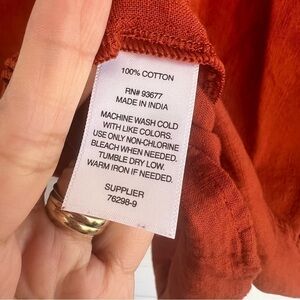 100% COTTON
RN# 93677
MADE IN INDIA
MACHINE WASH COLD
WITH LIKE COLORS.
USE ONLY NON-CHLORINE
BLEACH WHEN NEEDED.
TUMBLE DRY LOW.
WARM IRON IF NEEDED.
SUPPLIER
76298-9